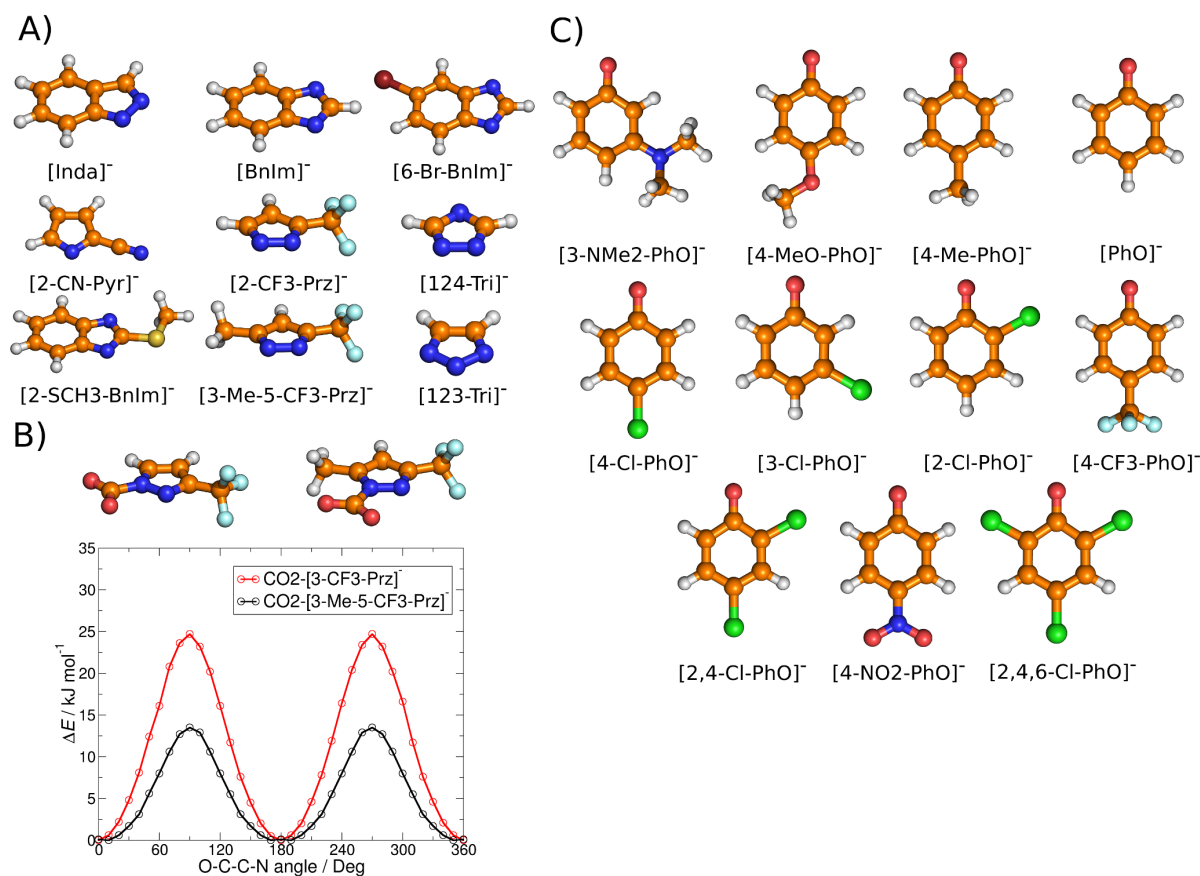 A)
[Inda]⁻
[BnIm]⁻
[6-Br-BnIm]⁻
[2-CN-Pyr]⁻
[2-CF3-Prz]⁻
[124-Tri]⁻
[2-SCH3-BnIm]⁻
[3-Me-5-CF3-Prz]⁻
[123-Tri]⁻
B)
35
30
25
20
15
10
5
0
ΔE / kJ mol⁻¹
CO2-[3-CF3-Prz]⁻
CO2-[3-Me-5-CF3-Prz]⁻
0
60
120
180
240
300
360
O-C-C-N angle / Deg
C)
[3-NMe2-PhO]⁻
[4-MeO-PhO]⁻
[4-Me-PhO]⁻
[PhO]⁻
[4-Cl-PhO]⁻
[3-Cl-PhO]⁻
[2-Cl-PhO]⁻
[4-CF3-PhO]⁻
[2,4-Cl-PhO]⁻
[4-NO2-PhO]⁻
[2,4,6-Cl-PhO]⁻